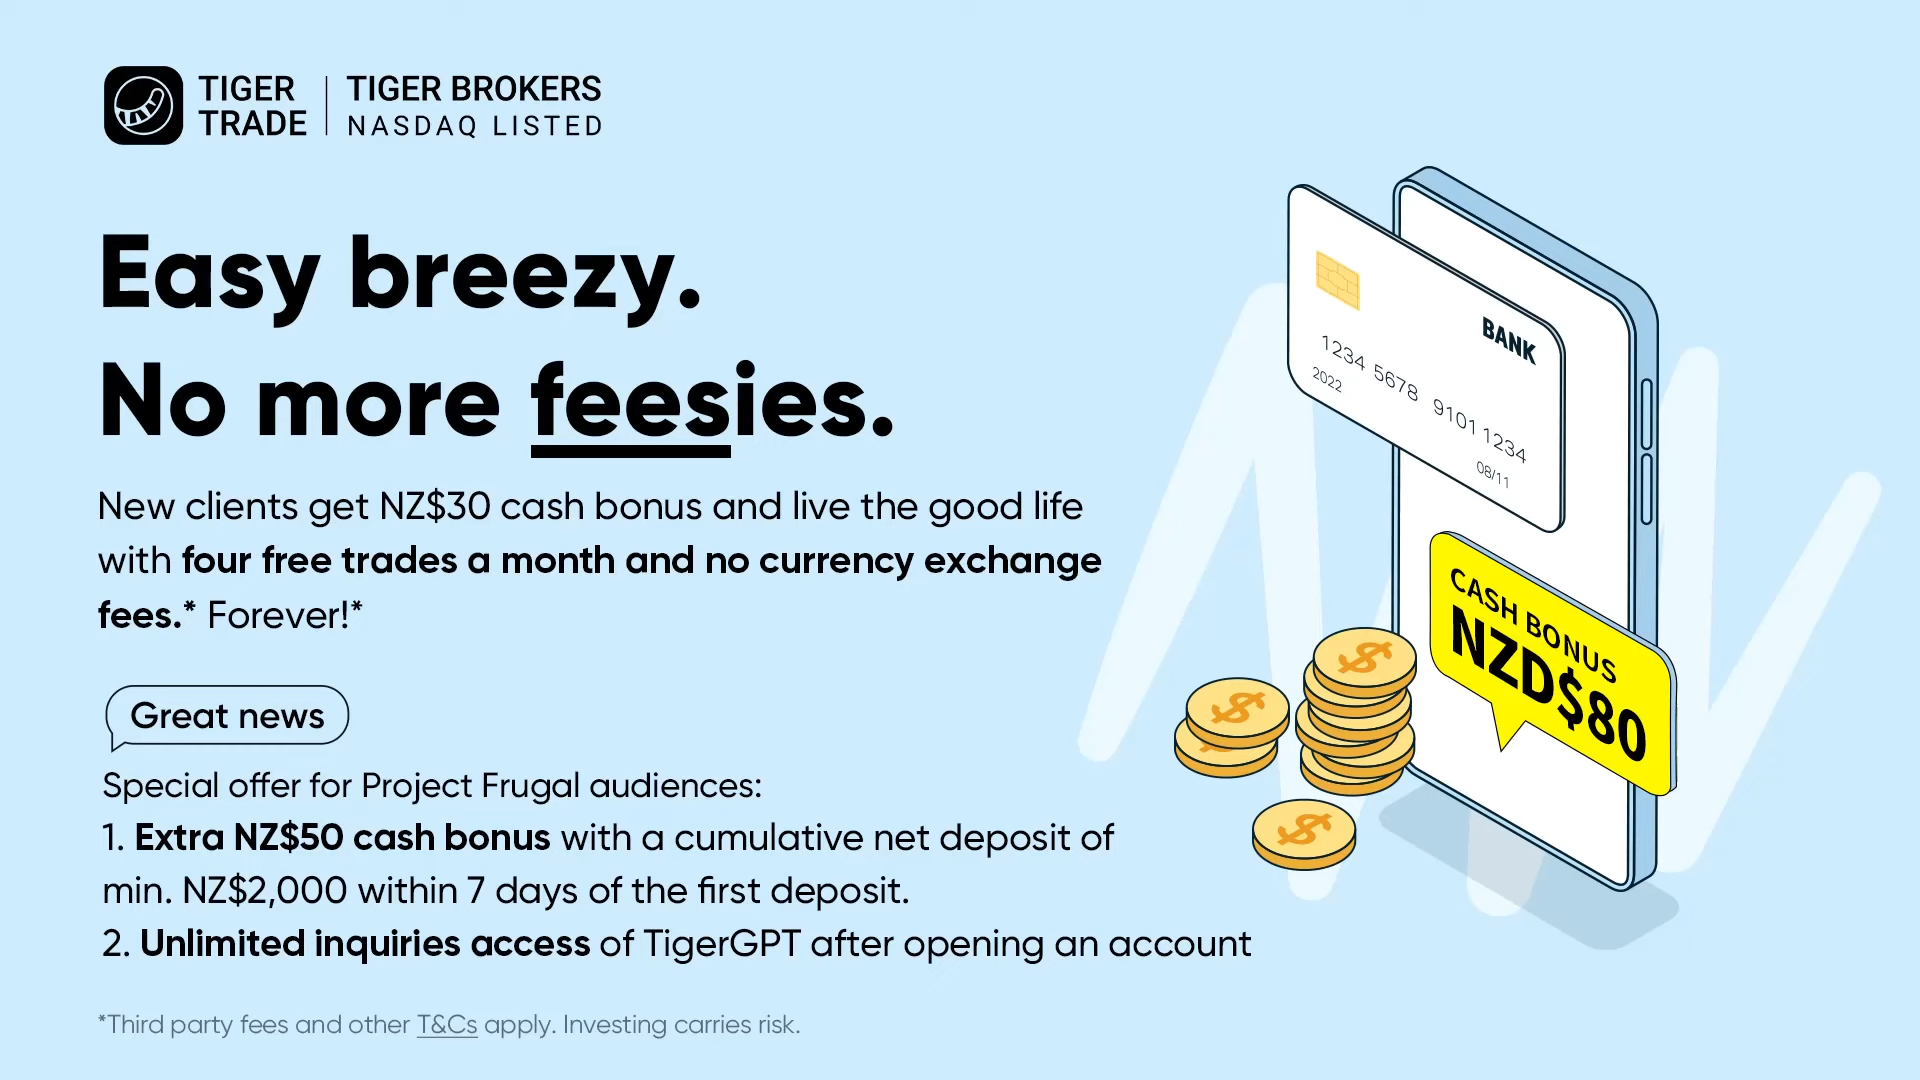 TIGER TRADE
TIGER BROKERS
NASDAQ LISTED
Easy breezy.
No more feesies.
New clients get NZ$30 cash bonus and live the good life
with four free trades a month and no currency exchange
fees.* Forever!*
Great news
Special offer for Project Frugal audiences:
1. Extra NZ$50 cash bonus with a cumulative net deposit of
min. NZ$2,000 within 7 days of the first deposit.
2. Unlimited inquiries access of TigerGPT after opening an account
*Third party fees and other T&Cs apply. Investing carries risk.
BANK
1234 5678 9101 1234
2022
08/11
CASH BONUS
NZD$80
$
$
$
$